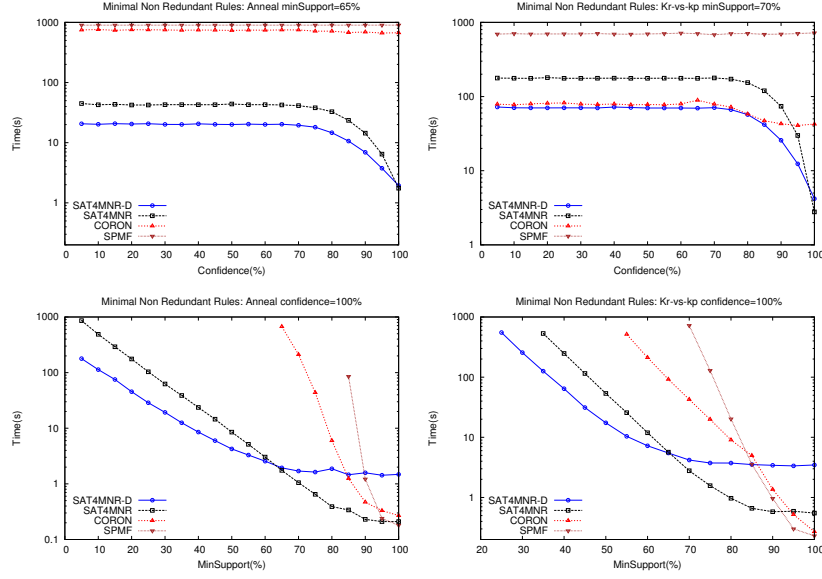 Minimal Non Redundant Rules: Anneal minSupport=65%
1000
100
10
1
Time(s)
SAT4MNR-D
SAT4MNR
CORON
SPMF
0 10 20 30 40 50 60 70 80 90 100
Confidence(%)
Minimal Non Redundant Rules: Kr-vs-kp minSupport=70%
1000
100
10
1
Time(s)
SAT4MNR-D
SAT4MNR
CORON
SPMF
0 10 20 30 40 50 60 70 80 90 100
Confidence(%)
Minimal Non Redundant Rules: Anneal confidence=100%
1000
100
10
1
0.1
Time(s)
SAT4MNR-D
SAT4MNR
CORON
SPMF
0 10 20 30 40 50 60 70 80 90 100
MinSupport(%)
Minimal Non Redundant Rules: Kr-vs-kp confidence=100%
1000
100
10
1
Time(s)
SAT4MNR-D
SAT4MNR
CORON
SPMF
20 30 40 50 60 70 80 90 100
MinSupport(%)